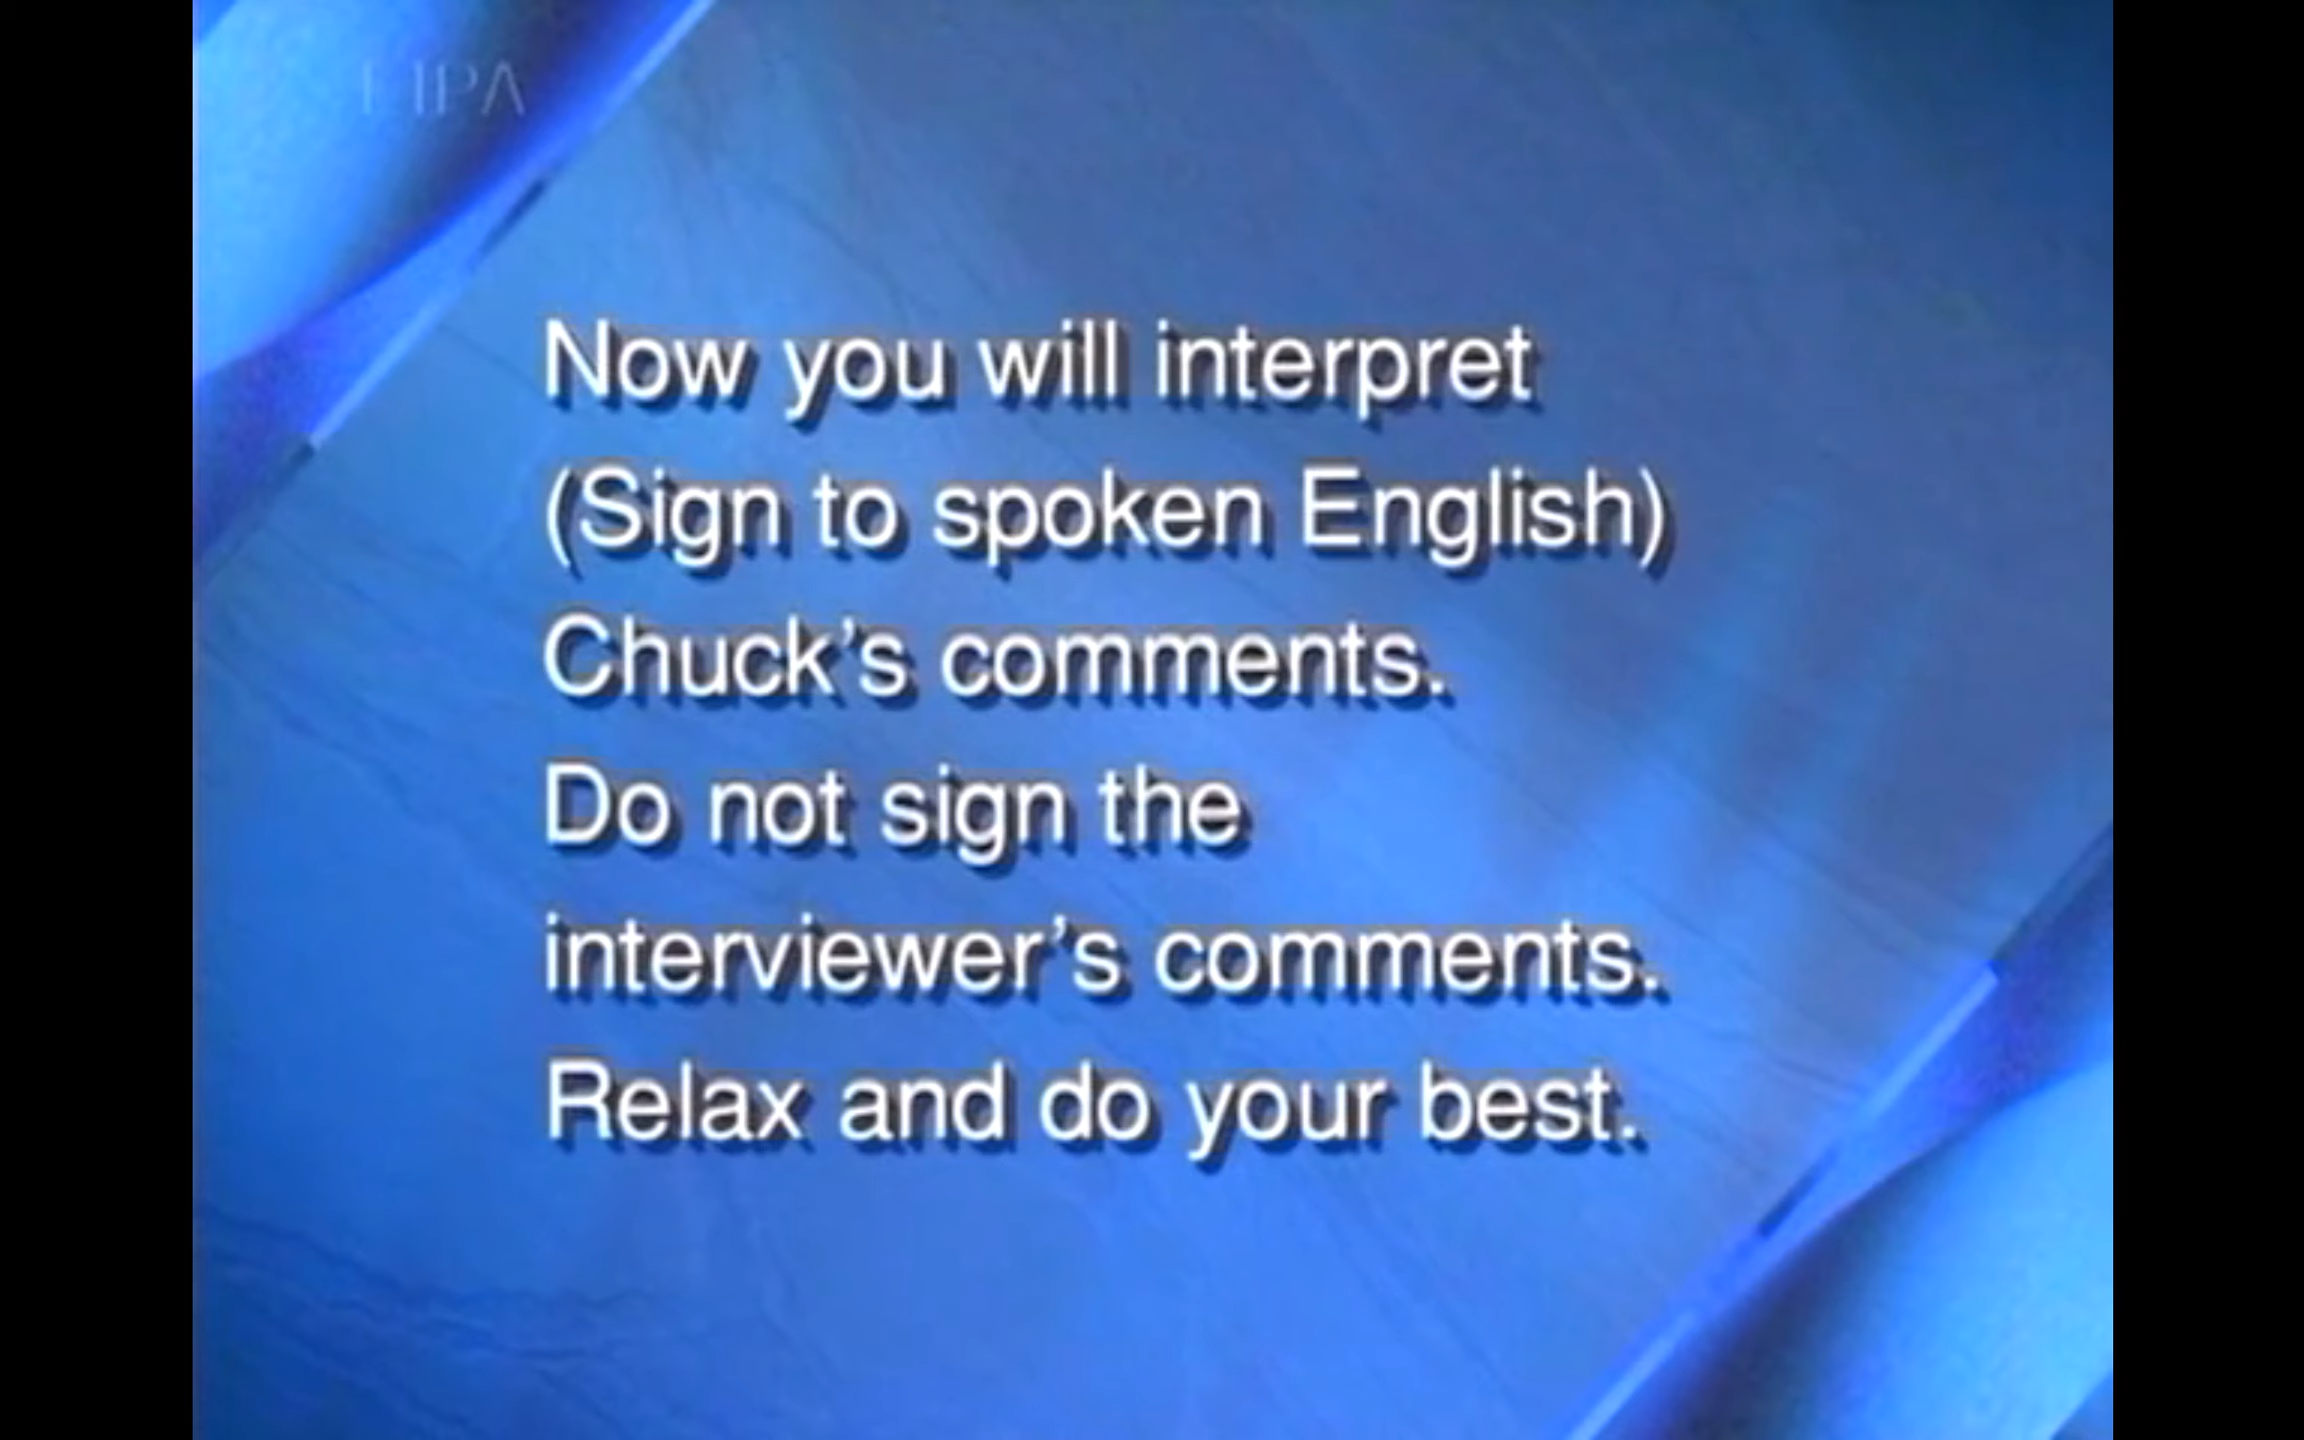 EIPA
Now you will interpret
(Sign to spoken English)
Chuck’s comments.
Do not sign the
interviewer’s comments.
Relax and do your best.